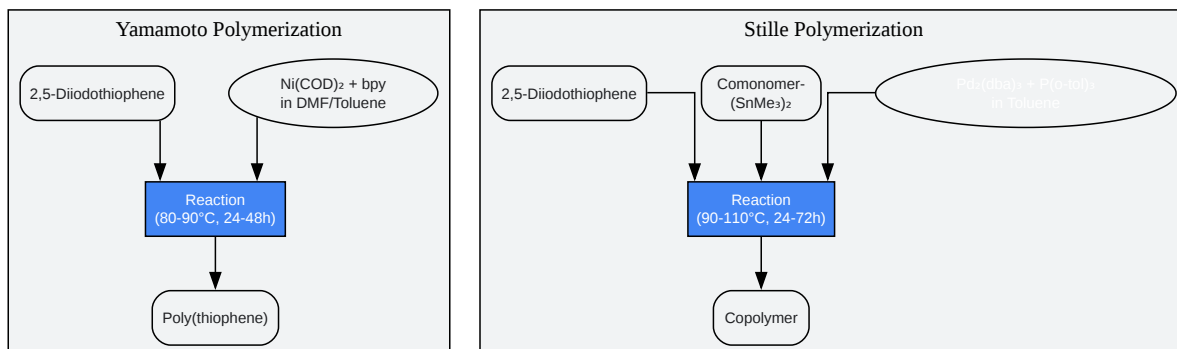 Yamamoto Polymerization
2,5-Diiodothiophene
Ni(COD)₂ + bpy
in DMF/Toluene
Reaction
(80-90°C, 24-48h)
Poly(thiophene)
Stille Polymerization
2,5-Diiodothiophene
Comonomer-
(SnMe₃)₂
Pd₂(dba)₃ + P(o-tol)₃
in Toluene
Reaction
(90-110°C, 24-72h)
Copolymer